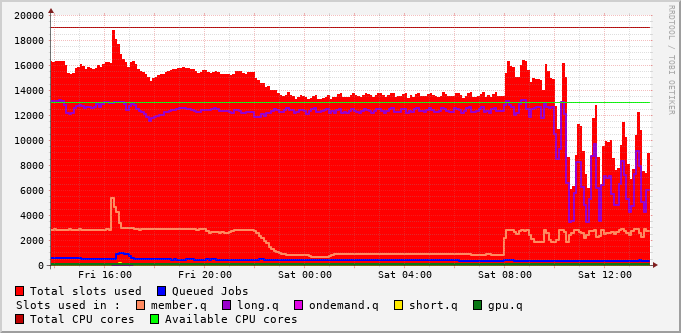 20000
18000
16000
14000
12000
10000
8000
6000
4000
2000
0
Fri 16:00 Fri 20:00 Sat 00:00 Sat 04:00 Sat 08:00 Sat 12:00
RRDTOOL / TOBI OETIKER
Total slots used Queued Jobs
Slots used in : member.q long.q ondemand.q short.q gpu.q
Total CPU cores Available CPU cores